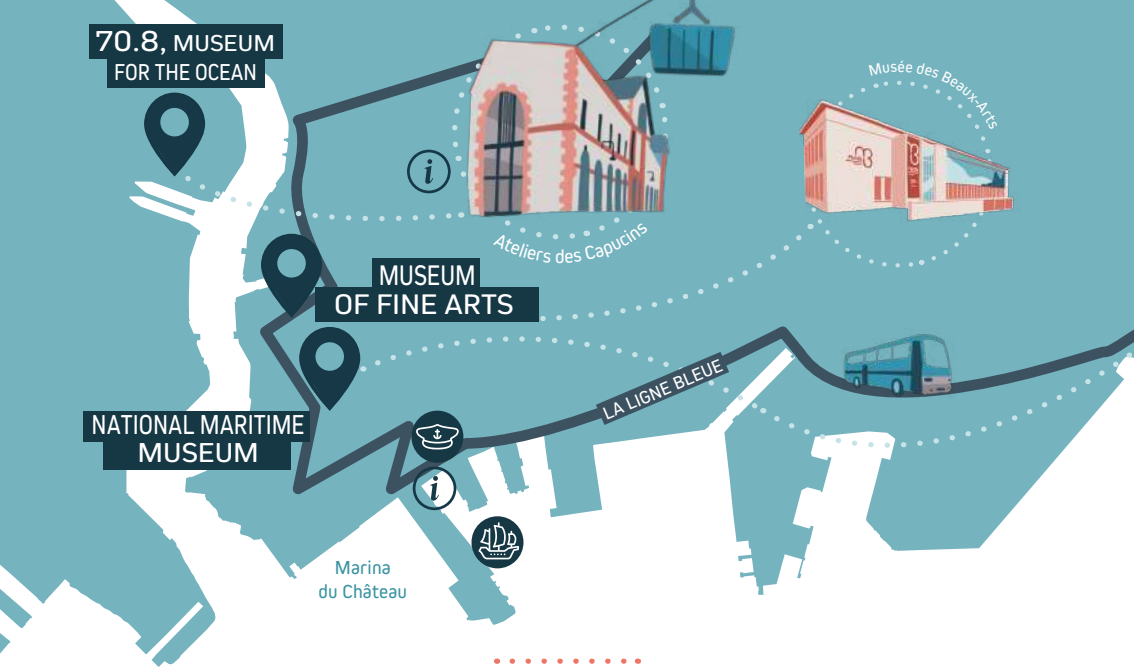 70.8, MUSEUM
FOR THE OCEAN
Musée des Beaux-Arts
i
Ateliers des Capucins
MUSEUM
OF FINE ARTS
LA LIGNE BLEUE
NATIONAL MARITIME
MUSEUM
i
Marina
du Château